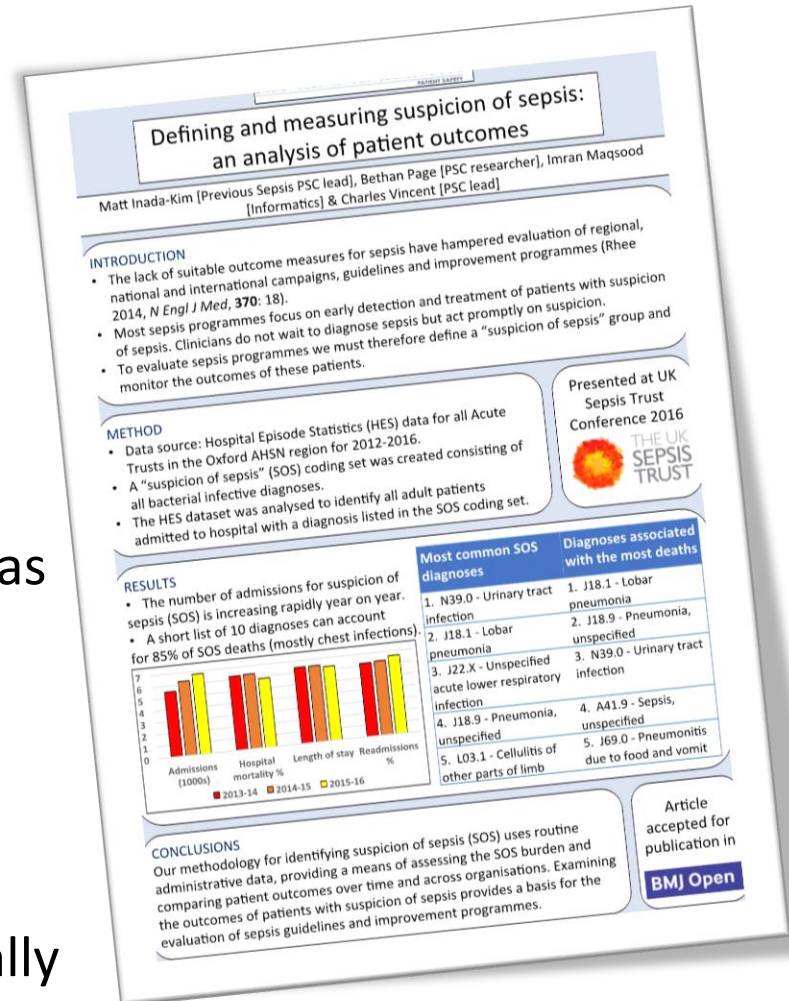 PATIENT SAFETY
Defining and measuring suspicion of sepsis:
an analysis of patient outcomes
Matt Inada-Kim [Previous Sepsis PSC lead], Bethan Page [PSC researcher], Imran Maqsood
[Informatics] & Charles Vincent [PSC lead]
INTRODUCTION
• The lack of suitable outcome measures for sepsis have hampered evaluation of regional,
national and international campaigns, guidelines and improvement programmes (Rhee
2014, N Engl J Med, 370: 18).
• Most sepsis programmes focus on early detection and treatment of patients with suspicion
of sepsis. Clinicians do not wait to diagnose sepsis but act promptly on suspicion.
• To evaluate sepsis programmes we must therefore define a “suspicion of sepsis” group and
monitor the outcomes of these patients.
METHOD
• Data source: Hospital Episode Statistics (HES) data for all Acute
Trusts in the Oxford AHSN region for 2012-2016.
• A “suspicion of sepsis” (SOS) coding set was created consisting of
all bacterial infective diagnoses.
• The HES dataset was analysed to identify all adult patients
admitted to hospital with a diagnosis listed in the SOS coding set.
Presented at UK
Sepsis Trust
Conference 2016
THE UK
SEPSIS
TRUST
as
RESULTS
• The number of admissions for suspicion of
sepsis (SOS) is increasing rapidly year on year.
• A short list of 10 diagnoses can account
for 85% of SOS deaths (mostly chest infections).
7
6
5
4
3
2
1
0
Admissions
(1000s)
Hospital
mortality %
Length of stay
Readmissions
%
2013-14 2014-15 2015-16
Most common SOS
diagnoses
Diagnoses associated
with the most deaths
1. N39.0 - Urinary tract
infection
1. J18.1 - Lobar
pneumonia
2. J18.1 - Lobar
pneumonia
2. J18.9 - Pneumonia,
unspecified
3. J22.X - Unspecified
acute lower respiratory
infection
3. N39.0 - Urinary tract
infection
4. J18.9 - Pneumonia,
unspecified
4. A41.9 - Sepsis,
unspecified
5. L03.1 - Cellulitis of
other parts of limb
5. J69.0 - Pneumonitis
due to food and vomit
CONCLUSIONS
Our methodology for identifying suspicion of sepsis (SOS) uses routine
administrative data, providing a means of assessing the SOS burden and
comparing patient outcomes over time and across organisations. Examining
the outcomes of patients with suspicion of sepsis provides a basis for the
evaluation of sepsis guidelines and improvement programmes.
Article
accepted for
publication in
BMJ Open
ally